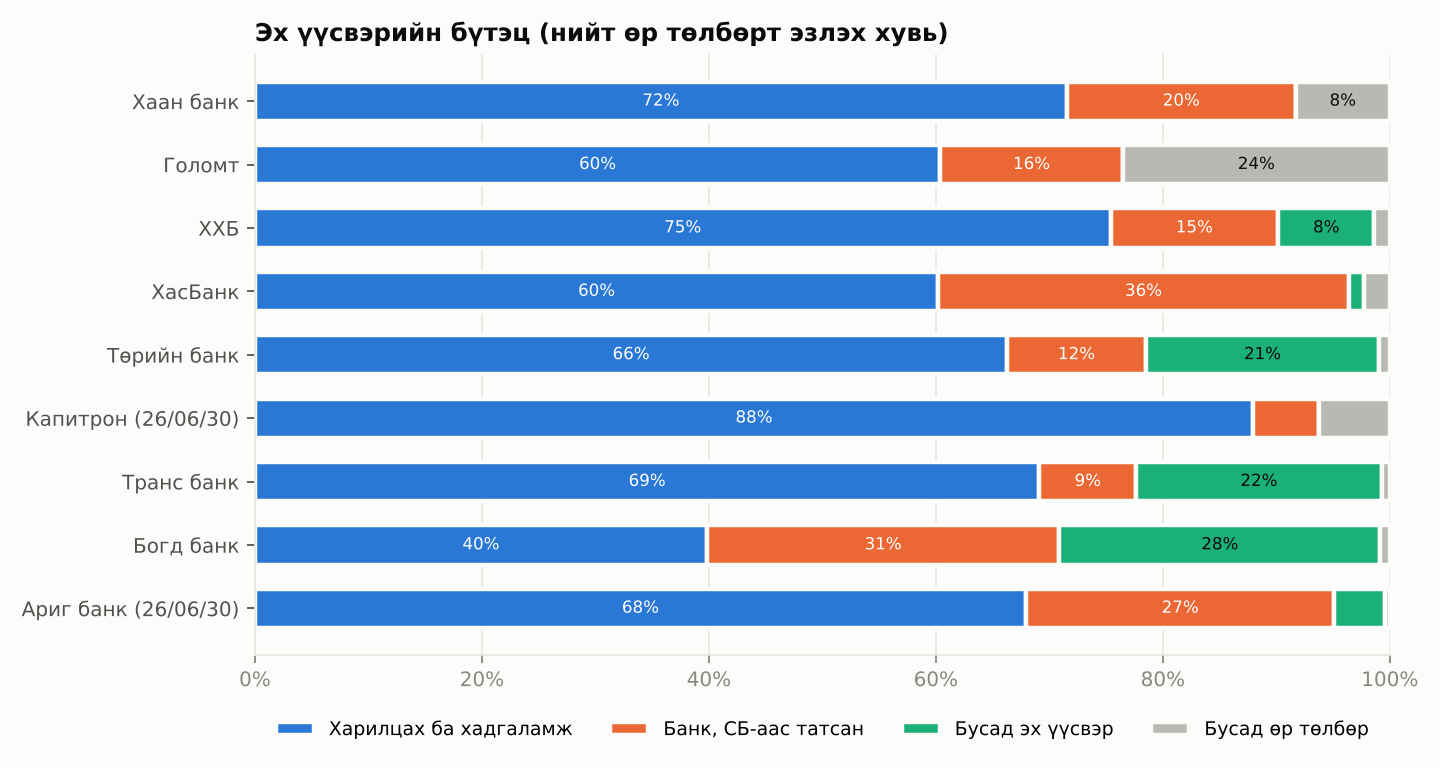 Эх үүсвэрийн бүтэц (нийт өр төлбөрт эзлэх хувь)
Хаан банк 72% 20% 8%
Голомт 60% 16% 24%
ХХБ 75% 15% 8%
ХасБанк 60% 36%
Төрийн банк 66% 12% 21%
Капитрон (26/06/30) 88%
Транс банк 69% 9% 22%
Богд банк 40% 31% 28%
Ариг банк (26/06/30) 68% 27%
0% 20% 40% 60% 80% 100%
Харилцах ба хадгаламж Банк, СБ-аас татсан Бусад эх үүсвэр Бусад өр төлбөр